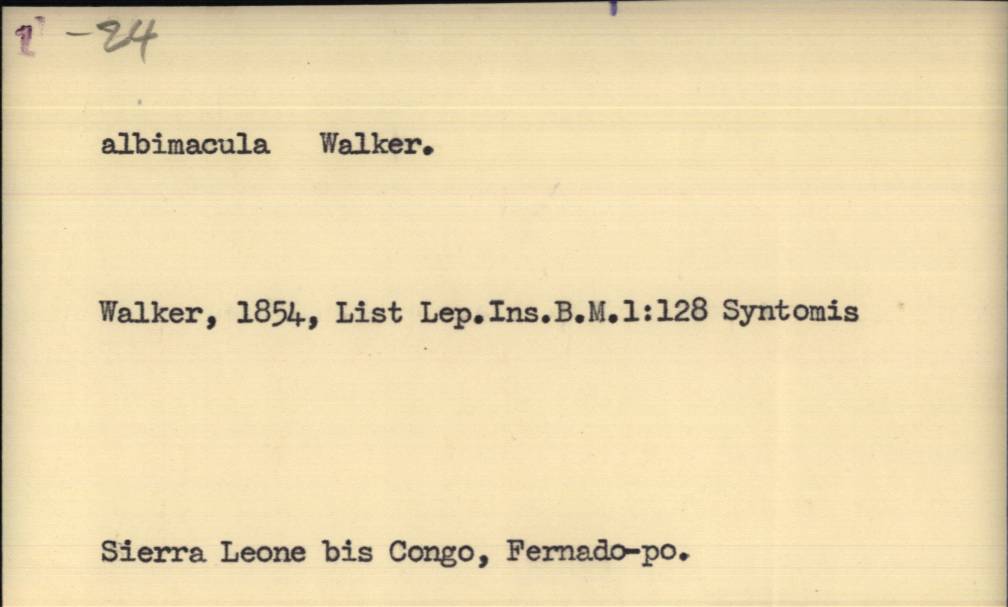 -24
albimacula Walker.
Walker, 1854, List Lep.Ins.B.M.1:128 Syntomis
Sierra Leone bis Congo, Fernado-po.